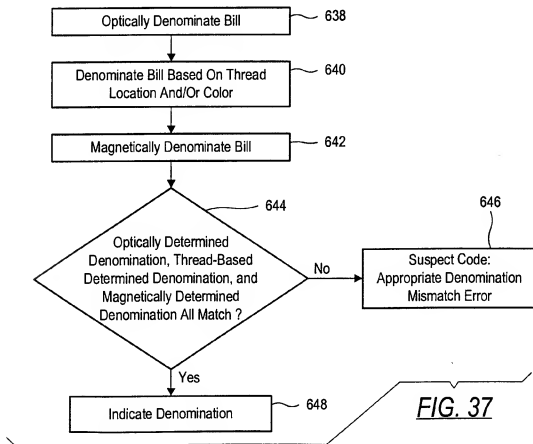 Optically Denominate Bill
638
Denominate Bill Based On Thread
Location And/Or Color
640
Magnetically Denominate Bill
642
644
Optically Determined
Denomination, Thread-Based
Determined Denomination, and
Magnetically Determined
Denomination All Match ?
No
646
Suspect Code:
Appropriate Denomination
Mismatch Error
Yes
Indicate Denomination
648
FIG. 37